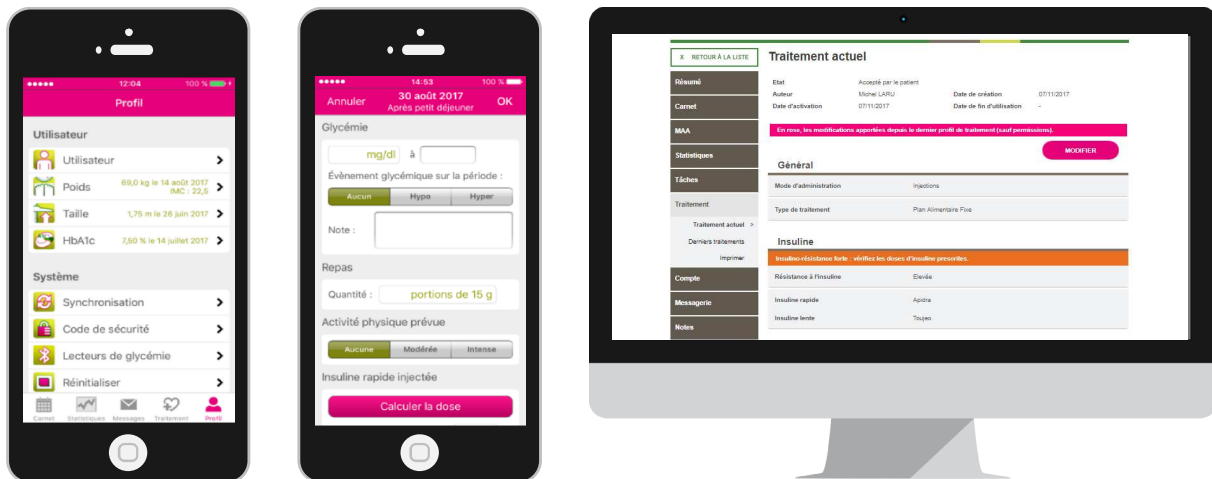 12:04 100 %
Profil
Utilisateur
Utilisateur
Poids 69,0 kg le 14 août 2017
IMC : 22,5
Taille 1,75 m le 26 juin 2017
HbA1c 7,50 % le 14 juillet 2017
Système
Synchronisation
Code de sécurité
Lecteurs de glycémie
Réinitialiser
Carnet Statistiques Messages Traitement Profil
14:53 100 %
Annuler 30 août 2017 OK
Après petit déjeuner
Glycémie
mg/dl à
Évènement glycémique sur la période :
Aucun Hypo Hyper
Note :
Repas
Quantité : portions de 15 g
Activité physique prévue
Aucune Modérée Intense
Insuline rapide injectée
Calculer la dose
X RETOUR À LA LISTE
Résumé
Carnet
MAA
Statistiques
Tâches
Traitement
Traitement actuel >
Derniers traitements
Imprimer
Compte
Messagerie
Notes
Traitement actuel
Etat Accepté par le patient
Auteur Michel LARU Date de création 07/11/2017
Date d'activation 07/11/2017 Date de fin d'utilisation -
En rose, les modifications apportées depuis le dernier profil de traitement (sauf permissions).
MODIFIER
Général
Mode d'administration Injections
Type de traitement Plan Alimentaire Fixe
Insuline
Insulino-résistance forte : vérifiez les doses d'insuline prescrites.
Résistance à l'insuline Elevée
Insuline rapide Apidra
Insuline lente Toujeo